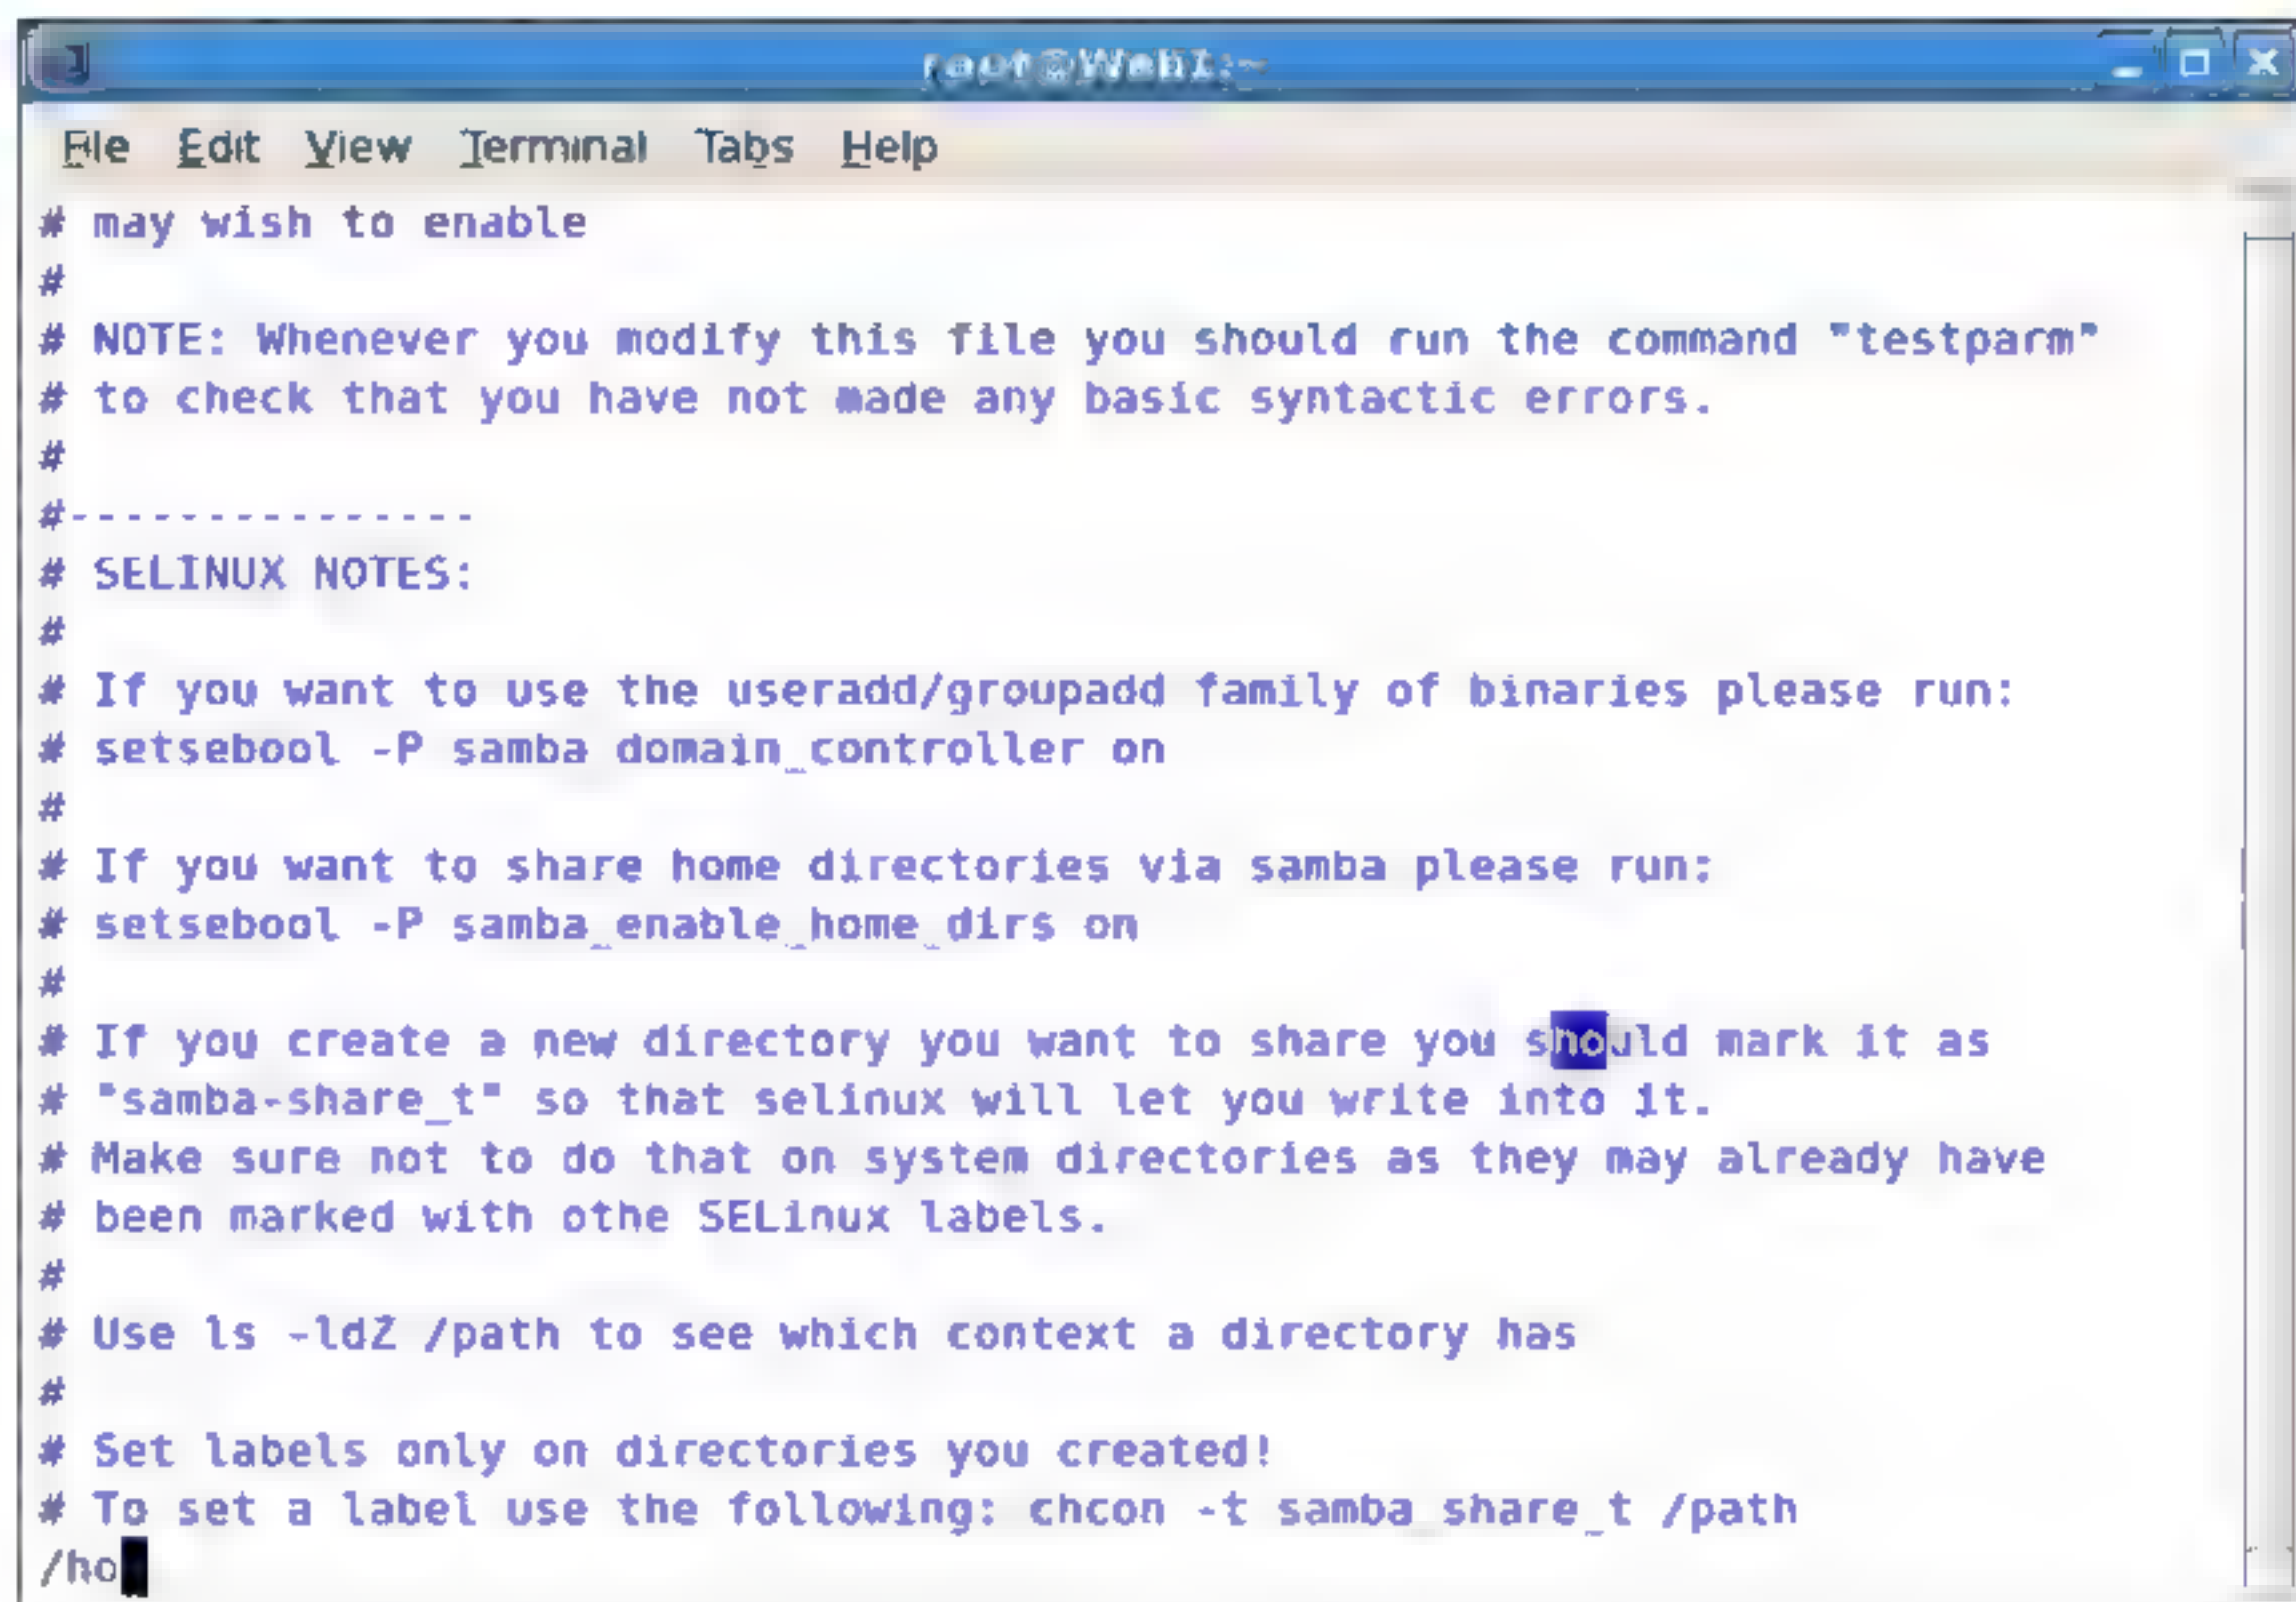 root@Web1:~
File Edit View Terminal Tabs Help
# may wish to enable
#
# NOTE: Whenever you modify this file you should run the command "testparm"
# to check that you have not made any basic syntactic errors.
#
#---------------
# SELINUX NOTES:
#
# If you want to use the useradd/groupadd family of binaries please run:
# setsebool -P samba_domain_controller on
#
# If you want to share home directories via samba please run:
# setsebool -P samba_enable_home_dirs on
#
# If you create a new directory you want to share you should mark it as
# "samba-share_t" so that selinux will let you write into it.
# Make sure not to do that on system directories as they may already have
# been marked with othe SELinux labels.
#
# Use ls -ldZ /path to see which context a directory has
#
# Set labels only on directories you created!
# To set a label use the following: chcon -t samba_share_t /path
/ho